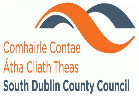 Comhairle Contae
Átha Cliath Theas
South Dublin County Council